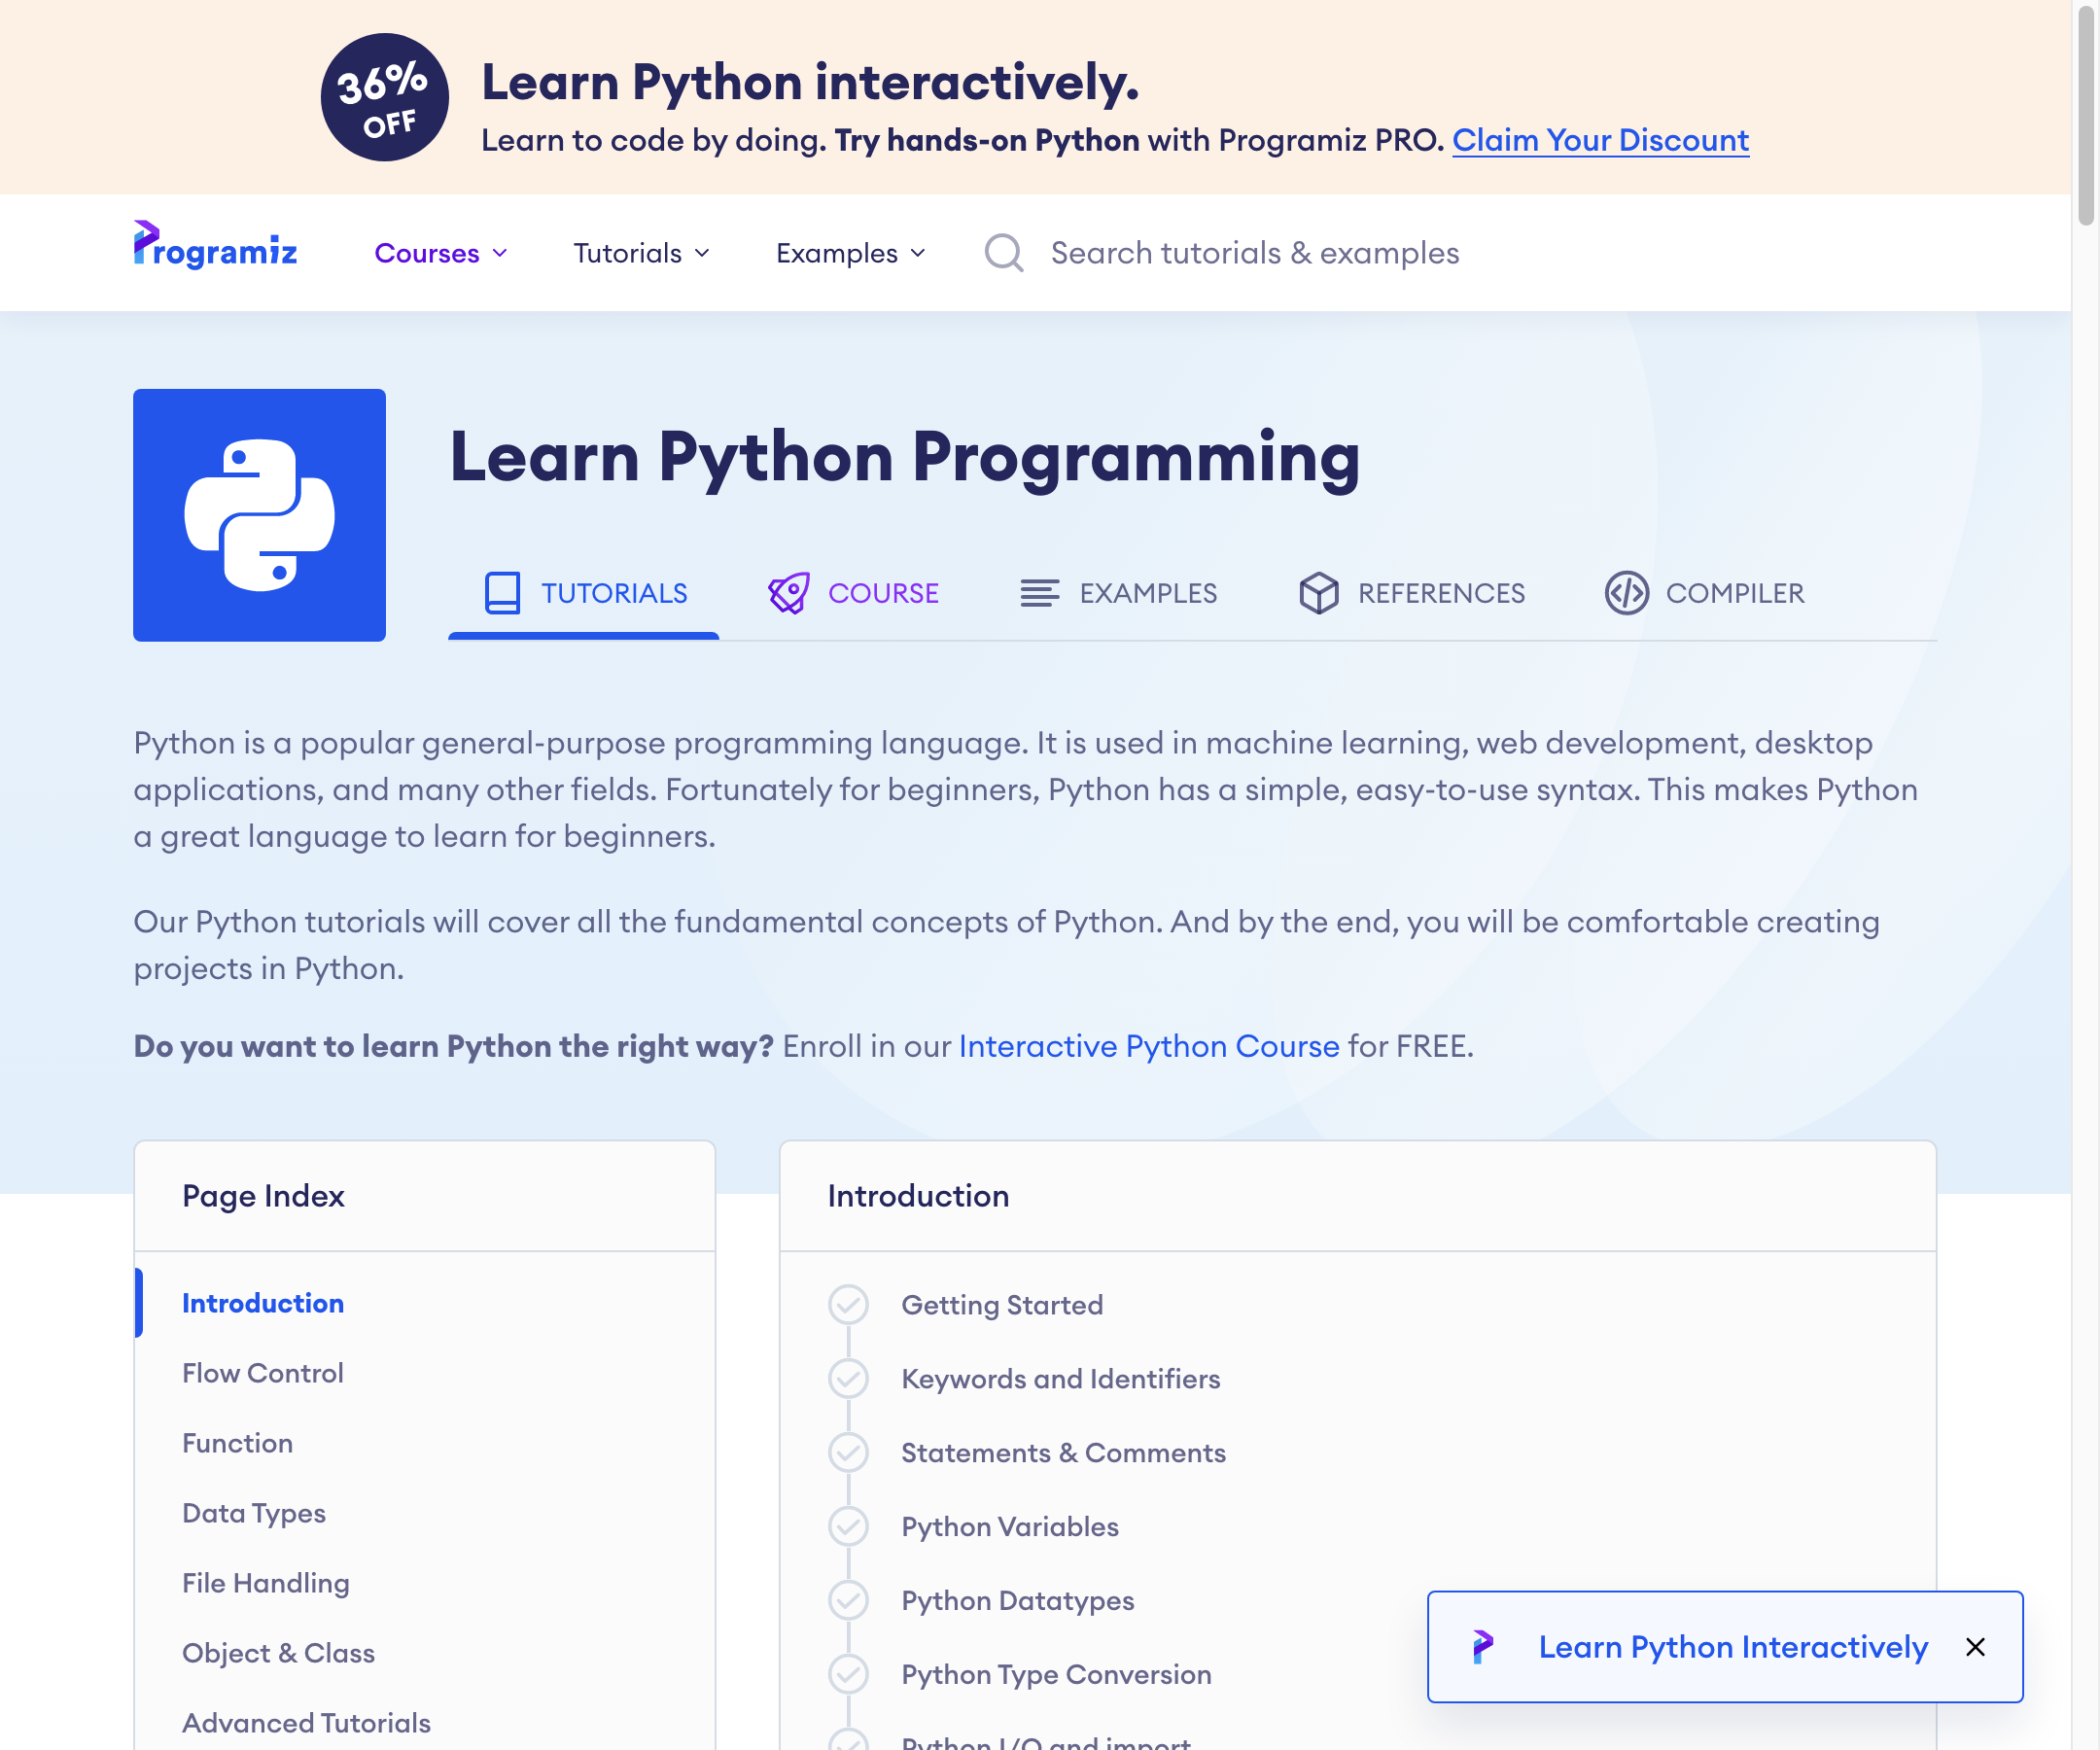 36%
OFF
Learn Python interactively.
Learn to code by doing. Try hands-on Python with Programiz PRO. Claim Your Discount
Programiz
Courses
Tutorials
Examples
Search tutorials & examples
Learn Python Programming
TUTORIALS
COURSE
EXAMPLES
REFERENCES
COMPILER
Python is a popular general-purpose programming language. It is used in machine learning, web development, desktop
applications, and many other fields. Fortunately for beginners, Python has a simple, easy-to-use syntax. This makes Python
a great language to learn for beginners.
Our Python tutorials will cover all the fundamental concepts of Python. And by the end, you will be comfortable creating
projects in Python.
Do you want to learn Python the right way? Enroll in our Interactive Python Course for FREE.
Page Index
Introduction
Flow Control
Function
Data Types
File Handling
Object & Class
Advanced Tutorials
Introduction
Getting Started
Keywords and Identifiers
Statements & Comments
Python Variables
Python Datatypes
Python Type Conversion
Python I/O and import
Learn Python Interactively